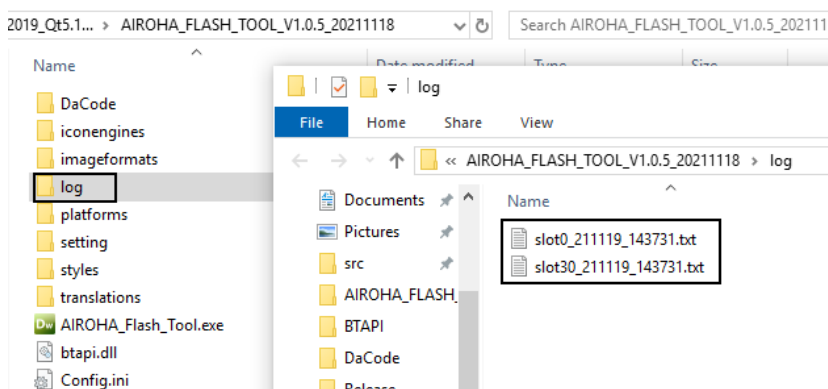 2019_Qt5.1... > AIROHA_FLASH_TOOL_V1.0.5_20211118
Search AIROHA_FLASH_TOOL_V1.0.5_202111
Name
Date modified
Type
Size
DaCode
iconengines
imageformats
log
platforms
setting
styles
translations
AIROHA_Flash_Tool.exe
btapi.dll
Config.ini
log
File Home Share View
« AIROHA_FLASH_TOOL_V1.0.5_20211118 > log
Documents
Pictures
src
AIROHA_FLASH_
BTAPI
DaCode
Release
Name
slot0_211119_143731.txt
slot30_211119_143731.txt